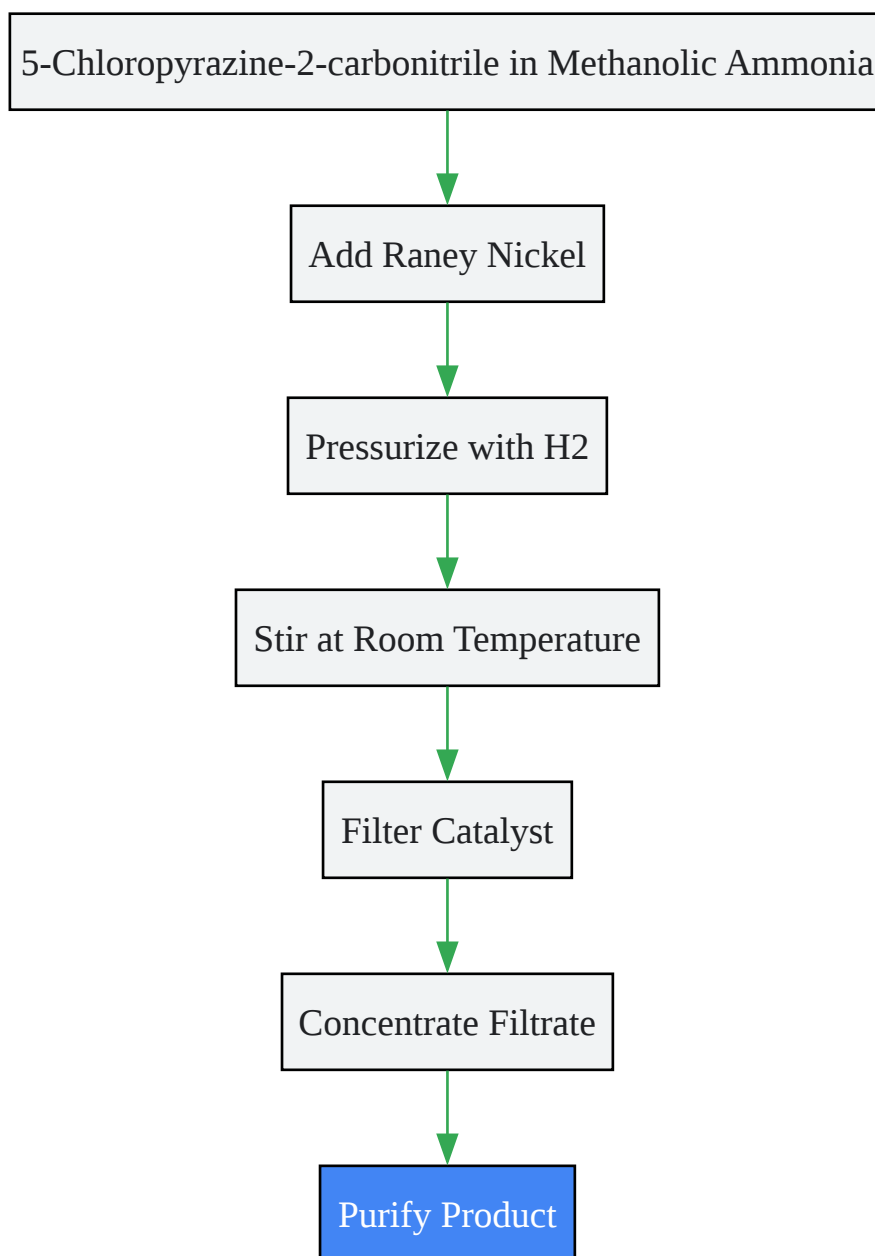 5-Chloropyrazine-2-carbonitrile in Methanolic Ammonia
Add Raney Nickel
Pressurize with H2
Stir at Room Temperature
Filter Catalyst
Concentrate Filtrate
Purify Product